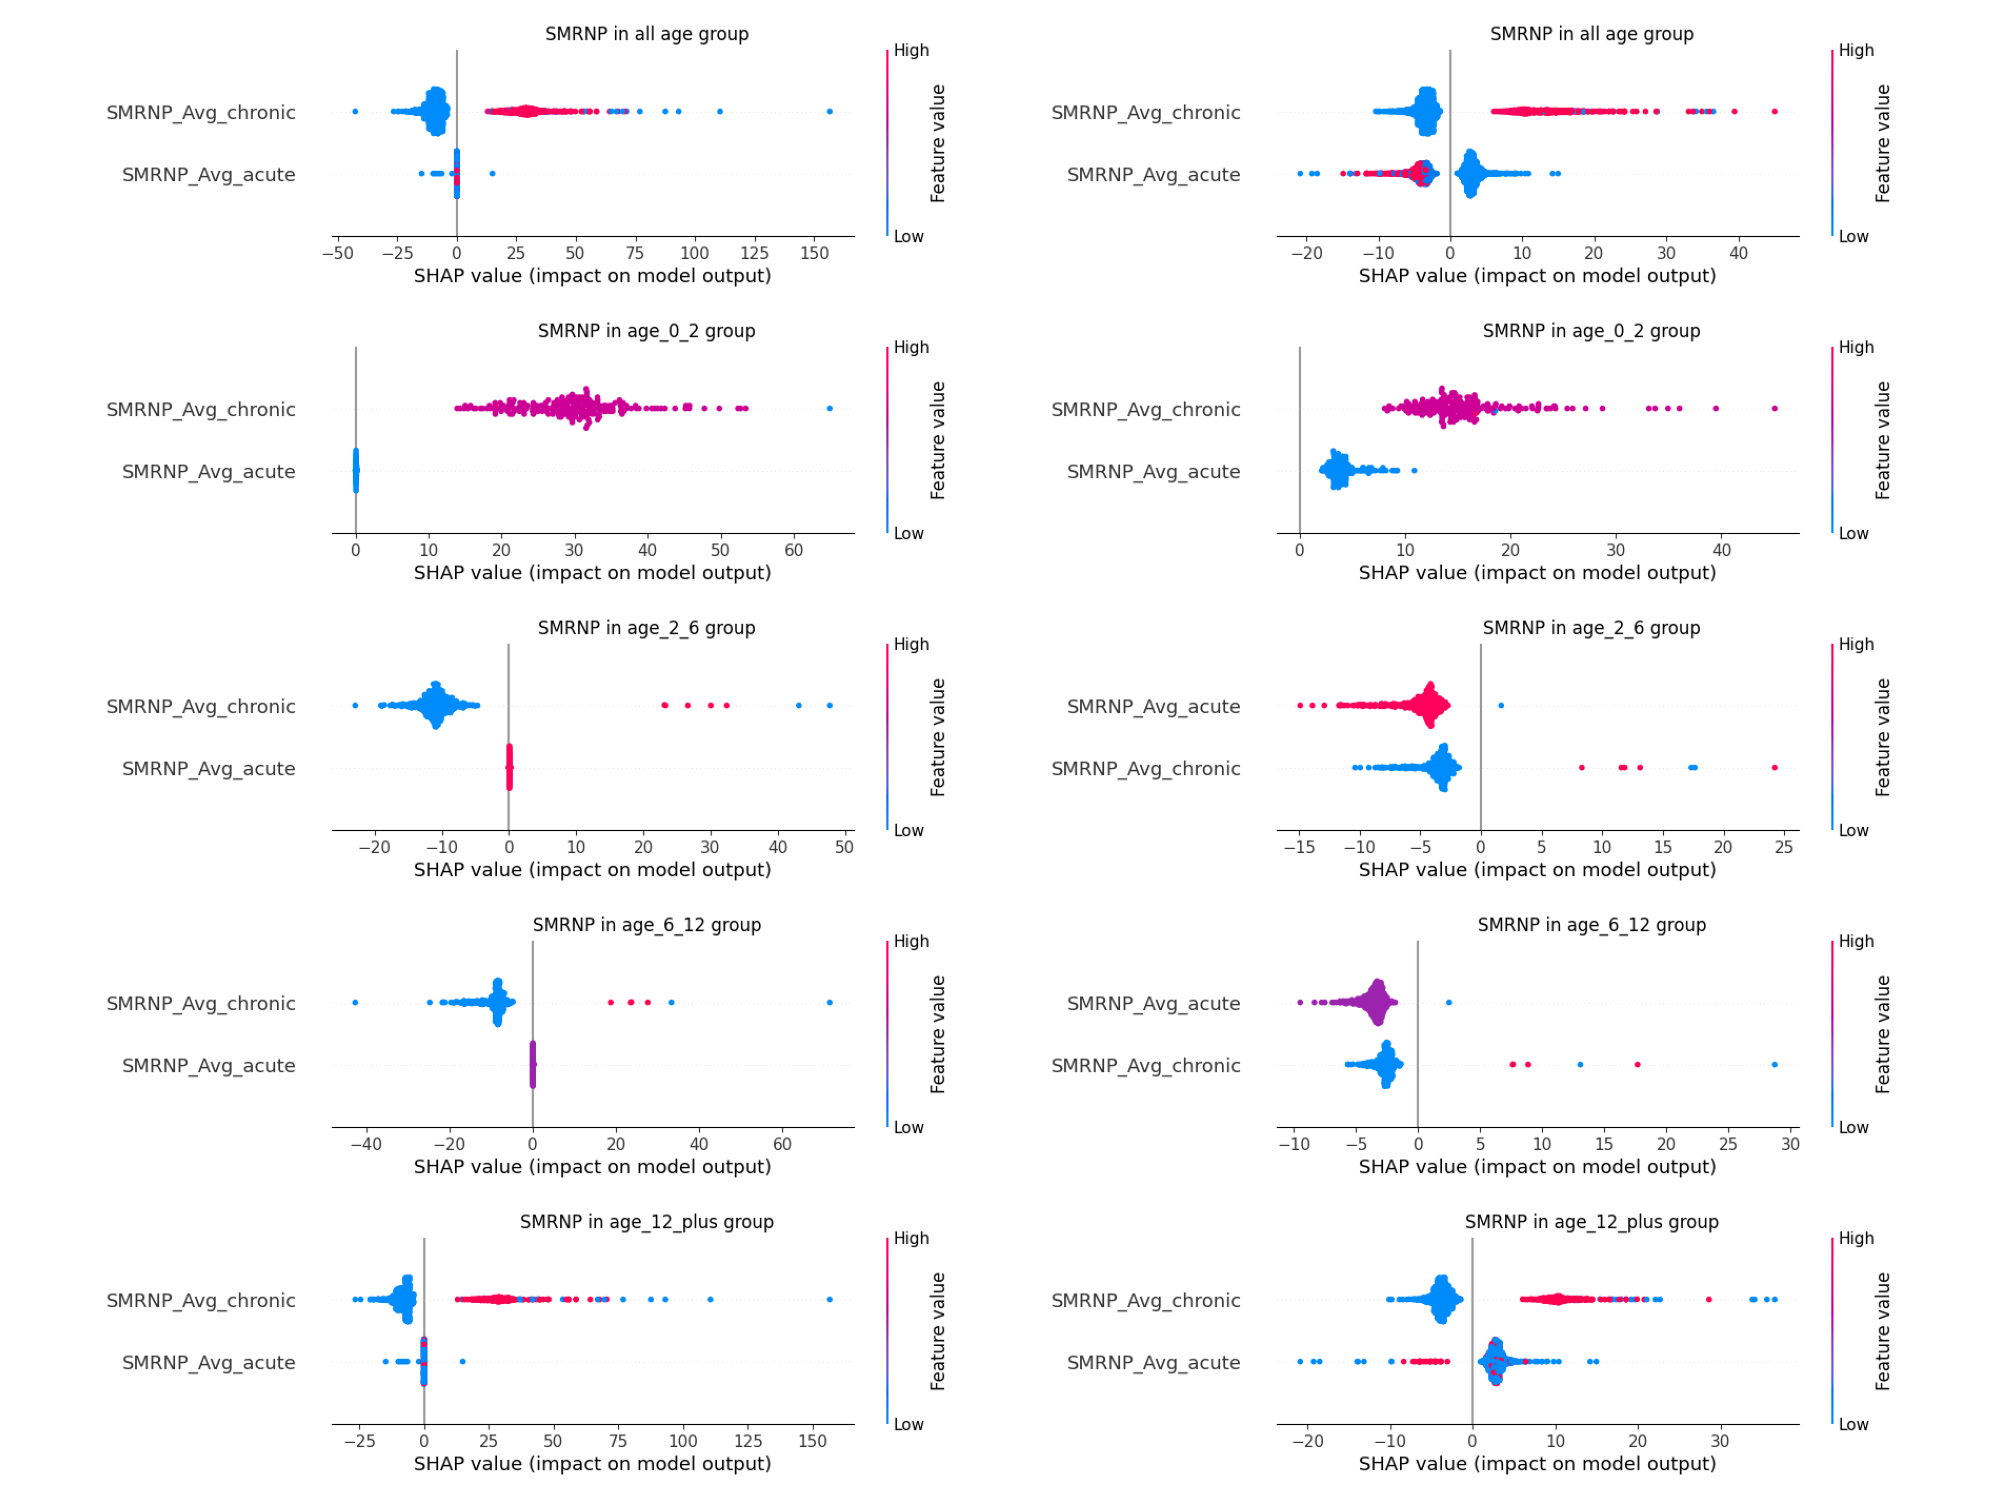 SMRNP in all age group
High
SMRNP_Avg_chronic
SMRNP_Avg_acute
Feature value
Low
−50 −25 0 25 50 75 100 125 150
SHAP value (impact on model output)
SMRNP in all age group
High
SMRNP_Avg_chronic
SMRNP_Avg_acute
Feature value
Low
−20 −10 0 10 20 30 40
SHAP value (impact on model output)
SMRNP in age_0_2 group
High
SMRNP_Avg_chronic
SMRNP_Avg_acute
Feature value
Low
0 10 20 30 40 50 60
SHAP value (impact on model output)
SMRNP in age_0_2 group
High
SMRNP_Avg_chronic
SMRNP_Avg_acute
Feature value
Low
0 10 20 30 40
SHAP value (impact on model output)
SMRNP in age_2_6 group
High
SMRNP_Avg_chronic
SMRNP_Avg_acute
Feature value
Low
−20 −10 0 10 20 30 40 50
SHAP value (impact on model output)
SMRNP in age_2_6 group
High
SMRNP_Avg_acute
SMRNP_Avg_chronic
Feature value
Low
−15 −10 −5 0 5 10 15 20 25
SHAP value (impact on model output)
SMRNP in age_6_12 group
High
SMRNP_Avg_chronic
SMRNP_Avg_acute
Feature value
Low
−40 −20 0 20 40 60
SHAP value (impact on model output)
SMRNP in age_6_12 group
High
SMRNP_Avg_acute
SMRNP_Avg_chronic
Feature value
Low
−10 −5 0 5 10 15 20 25 30
SHAP value (impact on model output)
SMRNP in age_12_plus group
High
SMRNP_Avg_chronic
SMRNP_Avg_acute
Feature value
Low
−25 0 25 50 75 100 125 150
SHAP value (impact on model output)
SMRNP in age_12_plus group
High
SMRNP_Avg_chronic
SMRNP_Avg_acute
Feature value
Low
−20 −10 0 10 20 30
SHAP value (impact on model output)